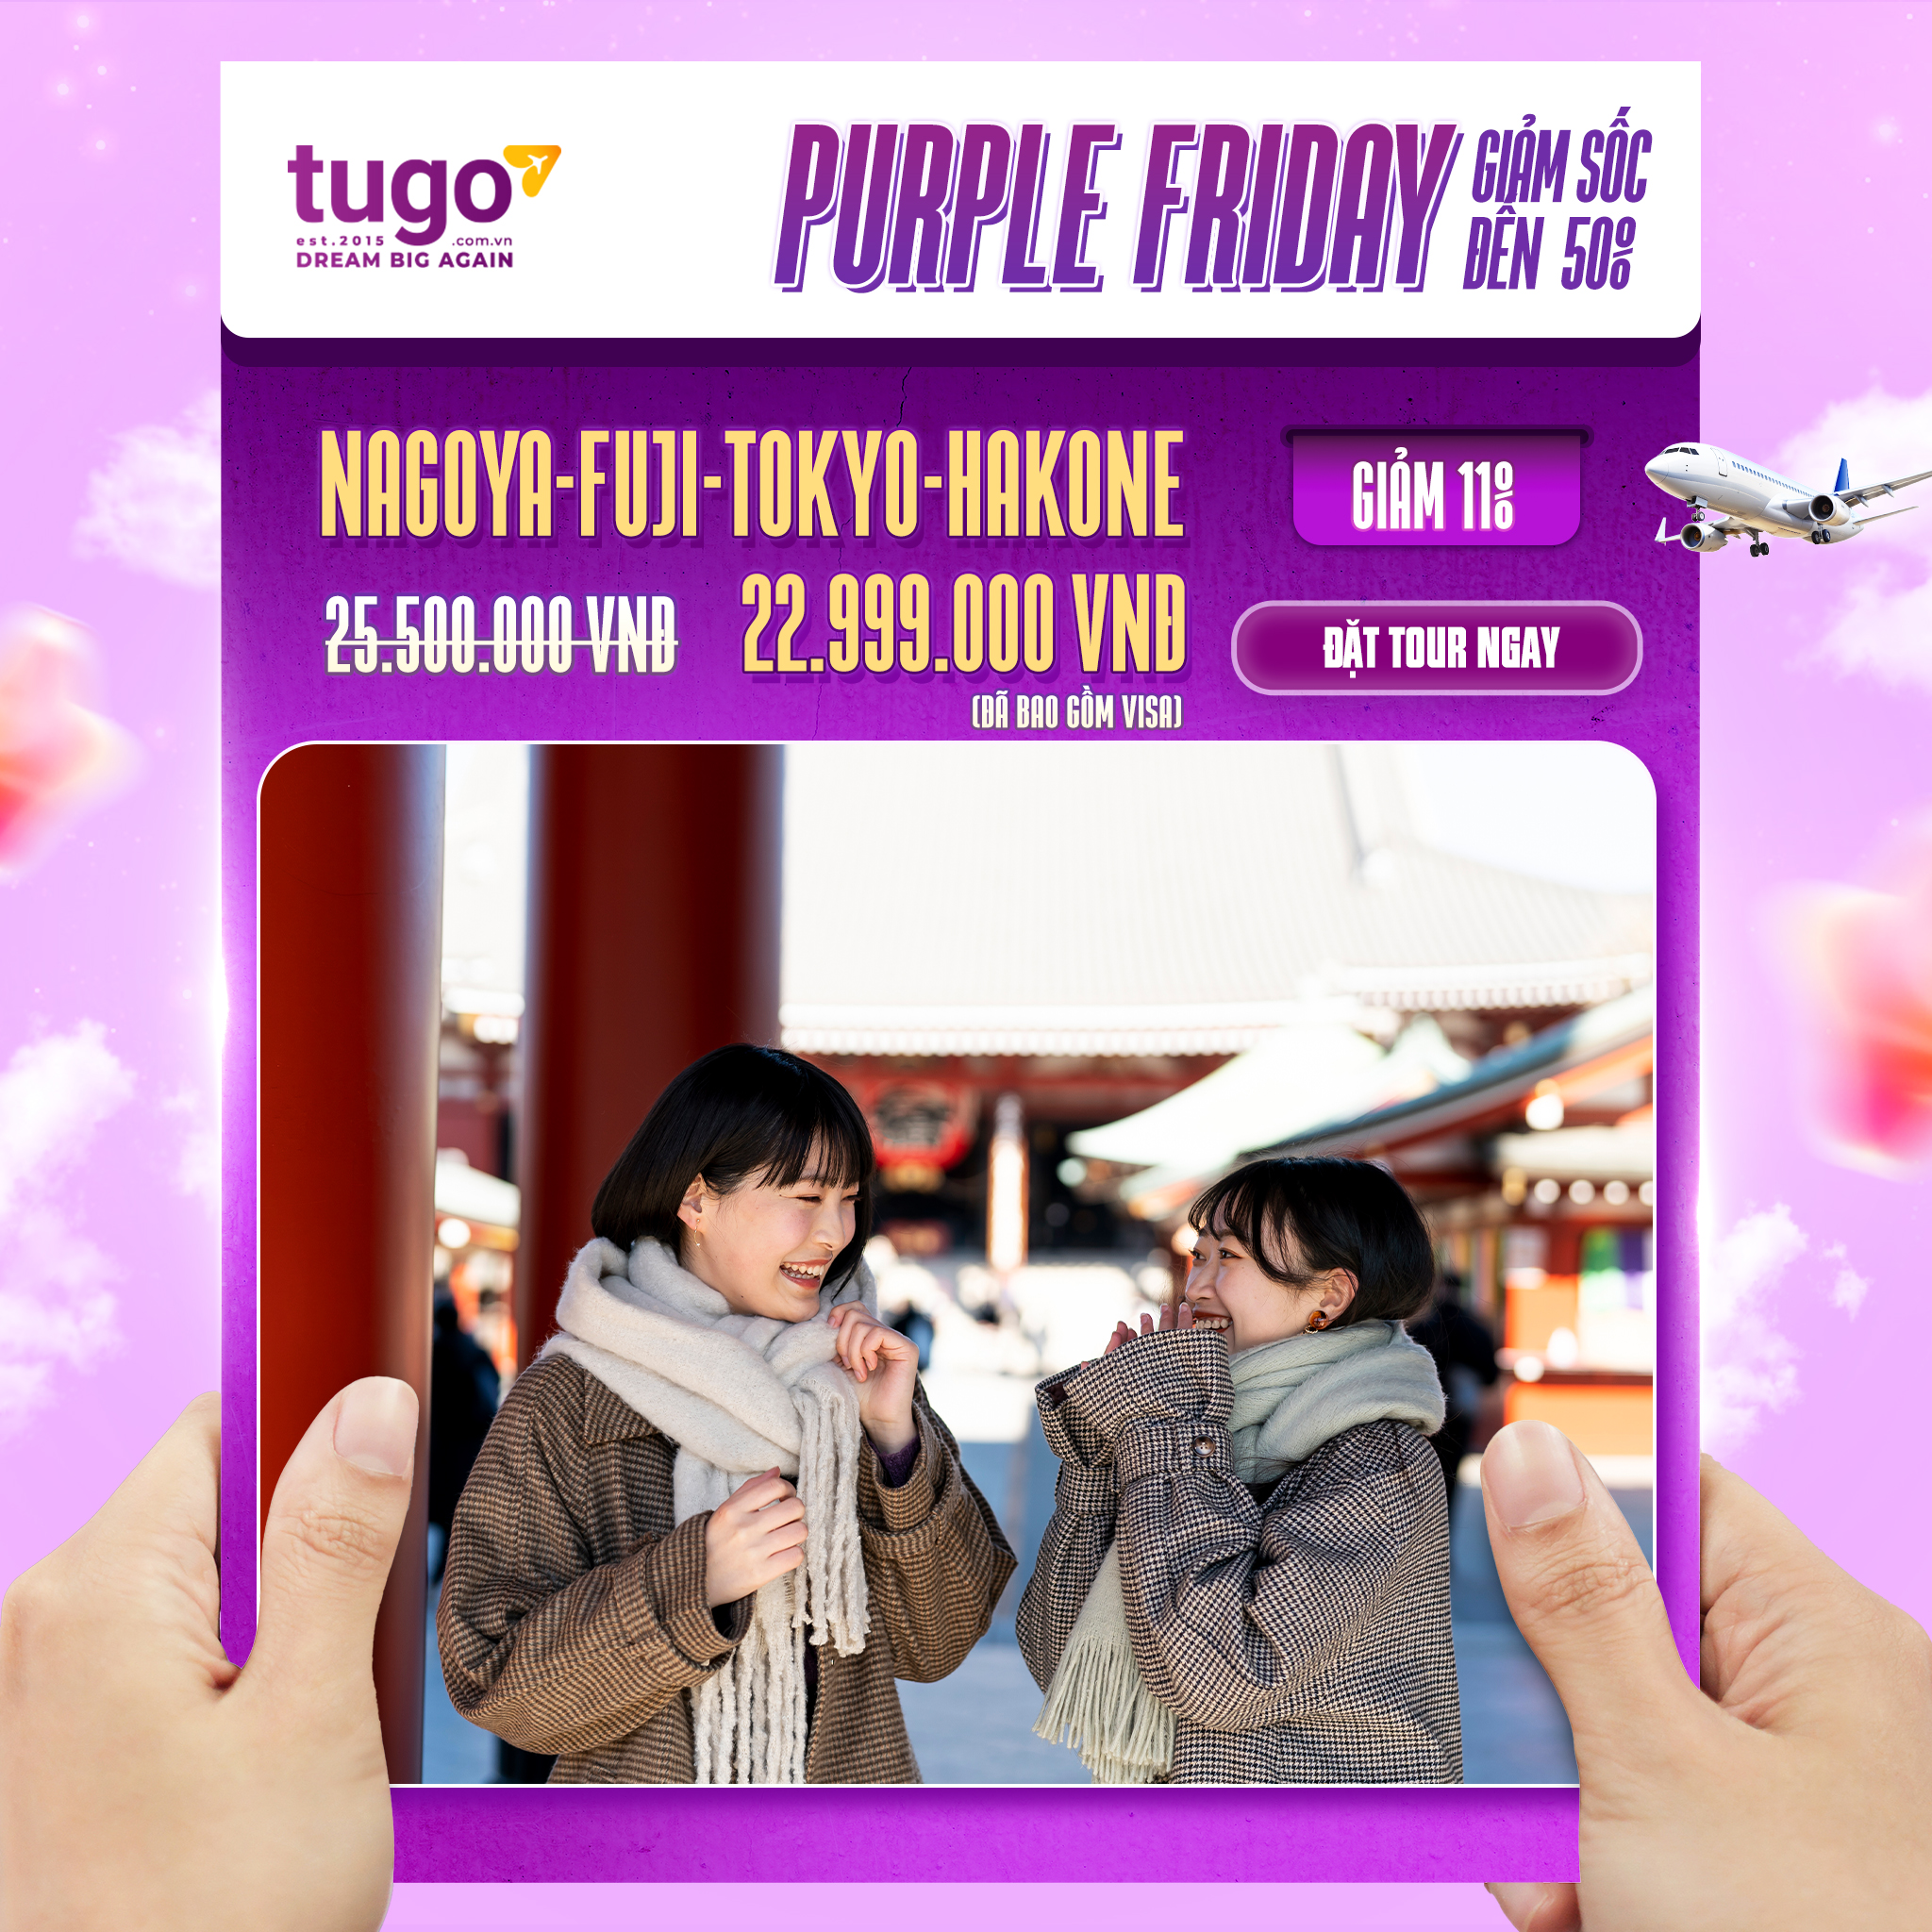 tugo
est.2015 .com.vn
DREAM BIG AGAIN
PURPLE FRIDAY
GIẢM SỐC
ĐẾN 50%
NAGOYA-FUJI-TOKYO-HAKONE
GIẢM 11%
25.500.000 VNĐ 22.999.000 VNĐ
(ĐÃ BAO GỒM VISA)
ĐẶT TOUR NGAY